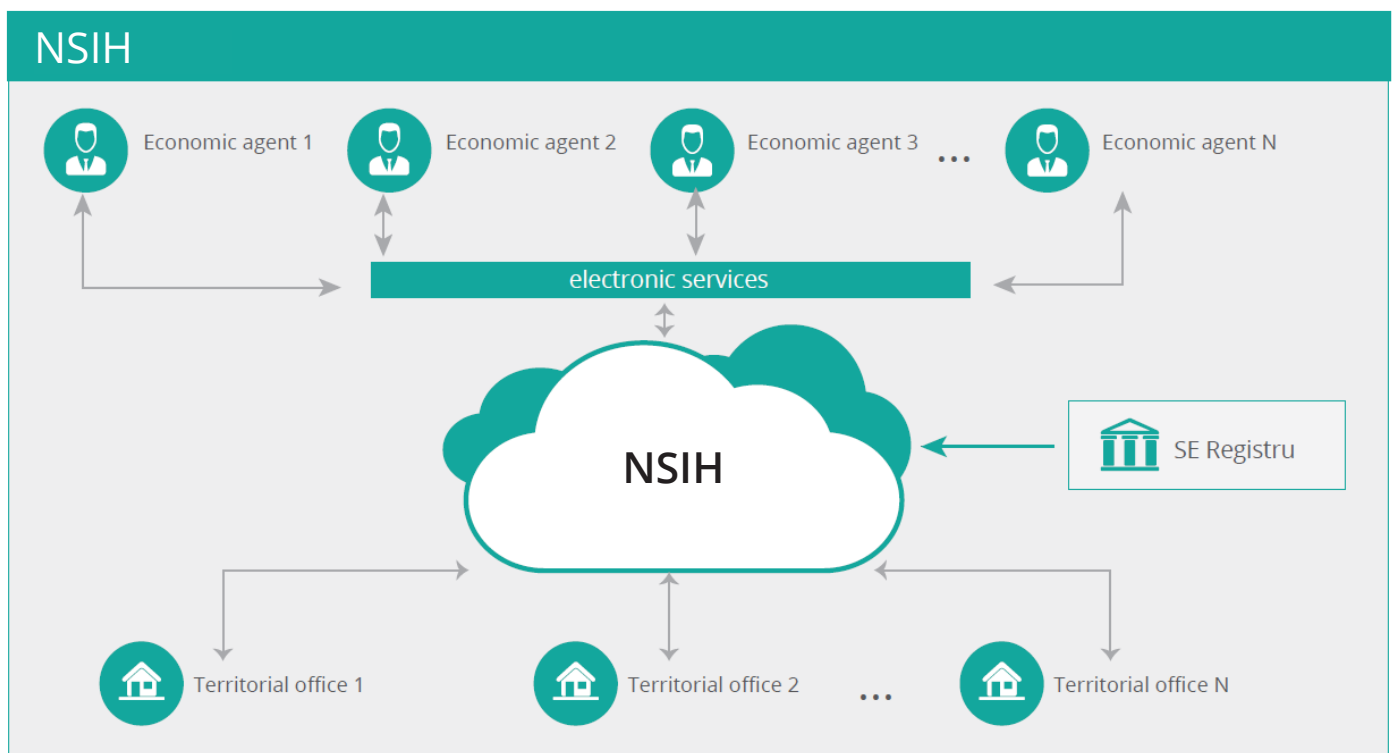 NSIH
Economic agent 1
Economic agent 2
Economic agent 3
...
Economic agent N
electronic services
NSIH
SE Registru
Territorial office 1
Territorial office 2
...
Territorial office N